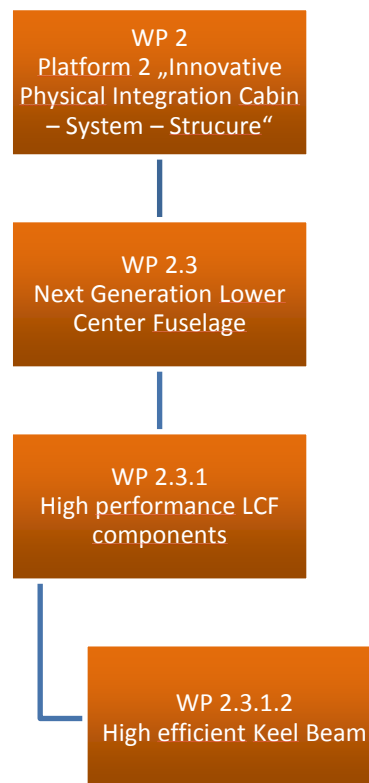 WP 2
Platform 2 „Innovative
Physical Integration Cabin
– System – Strucure“
WP 2.3
Next Generation Lower
Center Fuselage
WP 2.3.1
High performance LCF
components
WP 2.3.1.2
High efficient Keel Beam